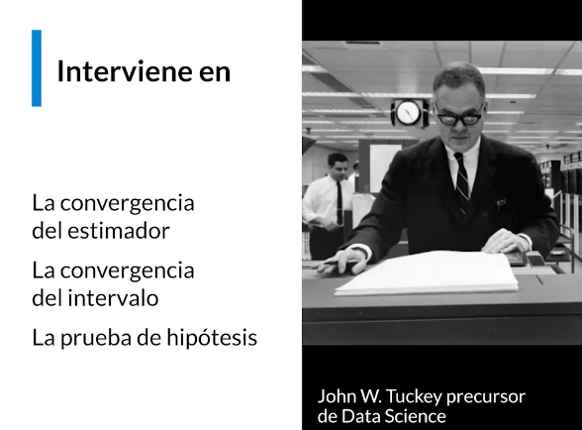 Interviene en
La convergencia
del estimador
La convergencia
del intervalo
La prueba de hipótesis
John W. Tuckey precursor
de Data Science